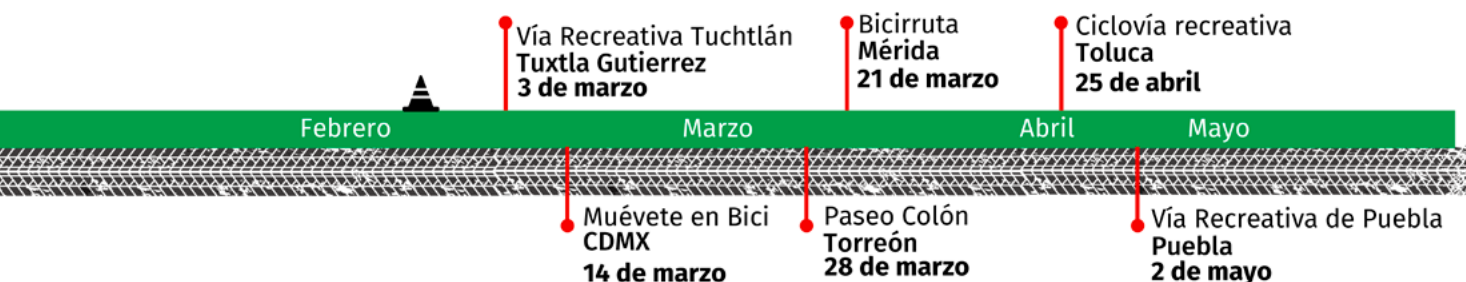 Vía Recreativa Tuchtlán
Tuxtla Gutierrez
3 de marzo
Bicirruta
Mérida
21 de marzo
Ciclovía recreativa
Toluca
25 de abril
Febrero
Marzo
Abril
Mayo
Muévete en Bici
CDMX
14 de marzo
Paseo Colón
Torreón
28 de marzo
Vía Recreativa de Puebla
Puebla
2 de mayo